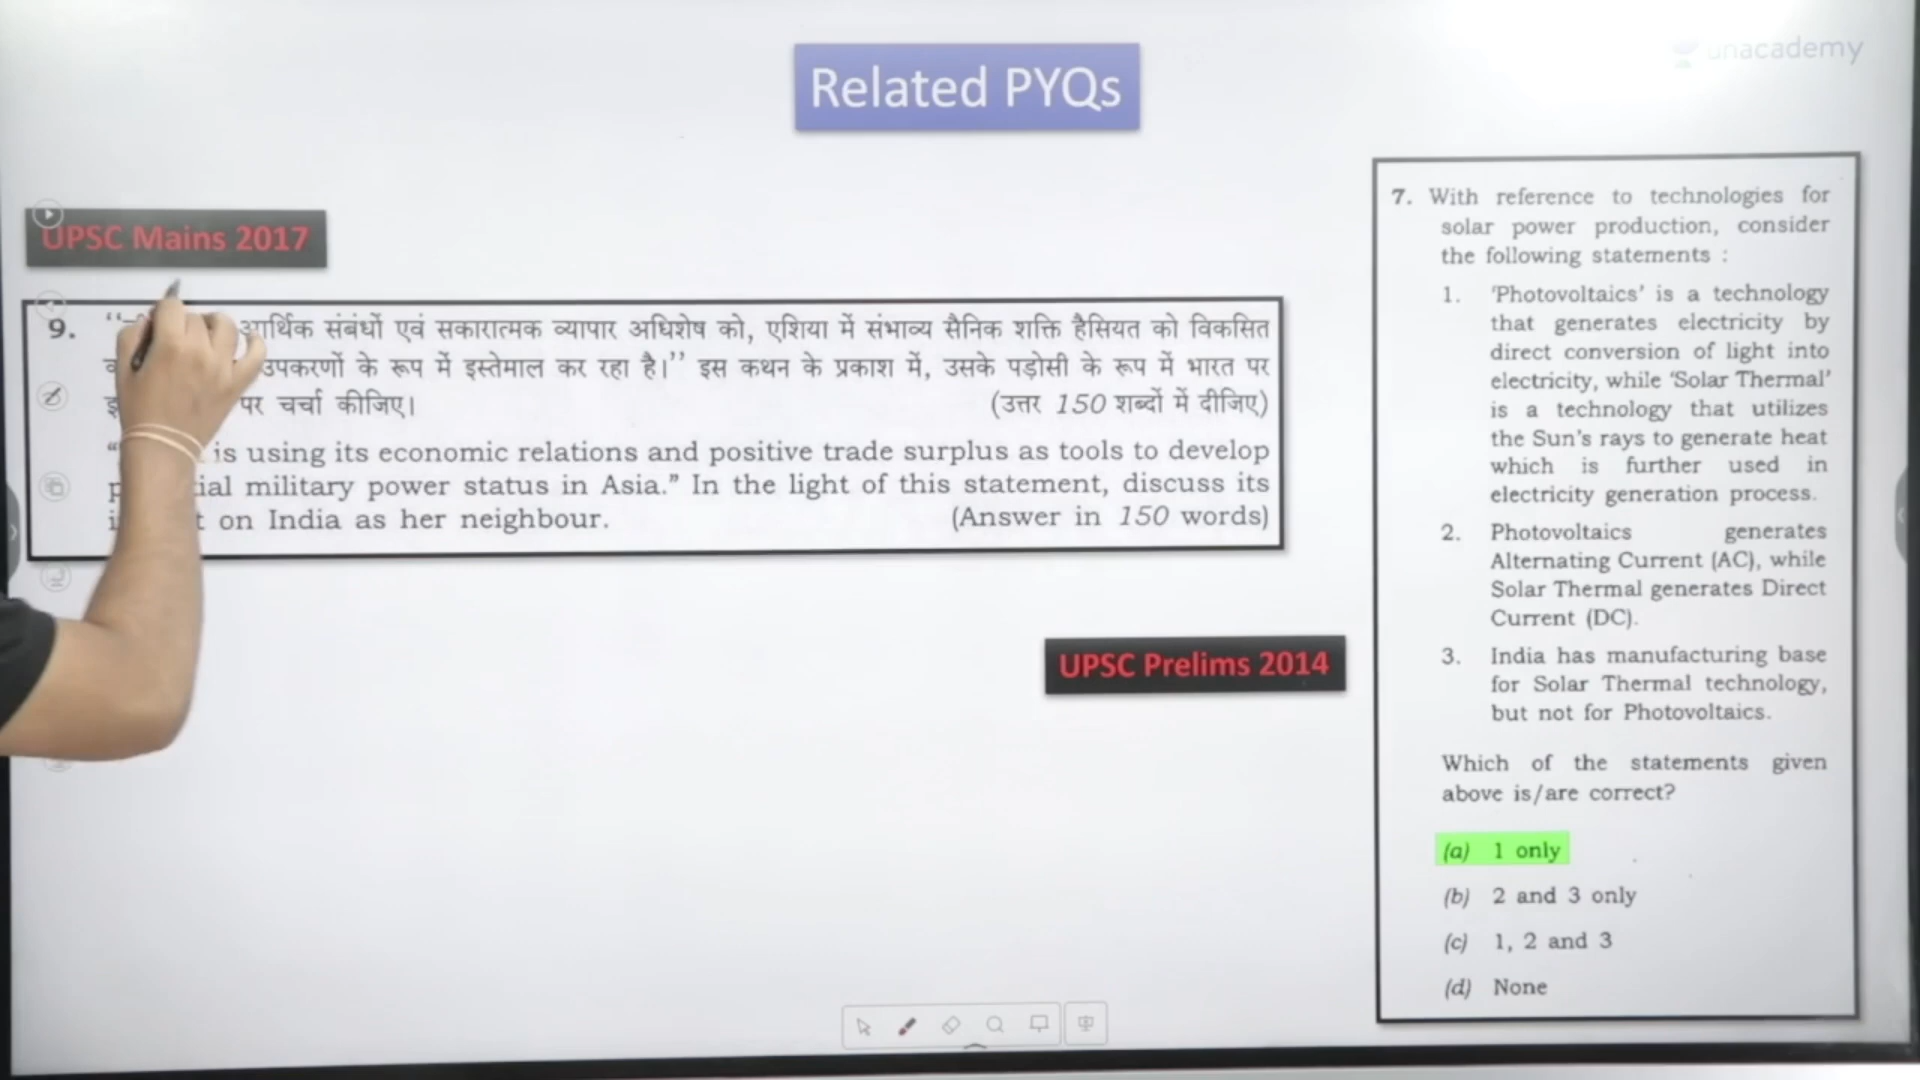 unacademy
Related PYQs
UPSC Mains 2017
9. आर्थिक संबंधों एवं सकारात्मक व्यापार अधिशेष को, एशिया में संभाव्य सैनिक शक्ति हैसियत को विकसित
उपकरणों के रूप में इस्तेमाल कर रहा है।'' इस कथन के प्रकाश में, उसके पड़ोसी के रूप में भारत पर
पर चर्चा कीजिए। (उत्तर 150 शब्दों में दीजिए)
is using its economic relations and positive trade surplus as tools to develop
military power status in Asia.” In the light of this statement, discuss its
on India as her neighbour. (Answer in 150 words)
UPSC Prelims 2014
7. With reference to technologies for
solar power production, consider
the following statements :
1. 'Photovoltaics' is a technology
that generates electricity by
direct conversion of light into
electricity, while 'Solar Thermal'
is a technology that utilizes
the Sun's rays to generate heat
which is further used in
electricity generation process.
2. Photovoltaics generates
Alternating Current (AC), while
Solar Thermal generates Direct
Current (DC).
3. India has manufacturing base
for Solar Thermal technology,
but not for Photovoltaics.
Which of the statements given
above is/are correct?
(a) 1 only
(b) 2 and 3 only
(c) 1, 2 and 3
(d) None